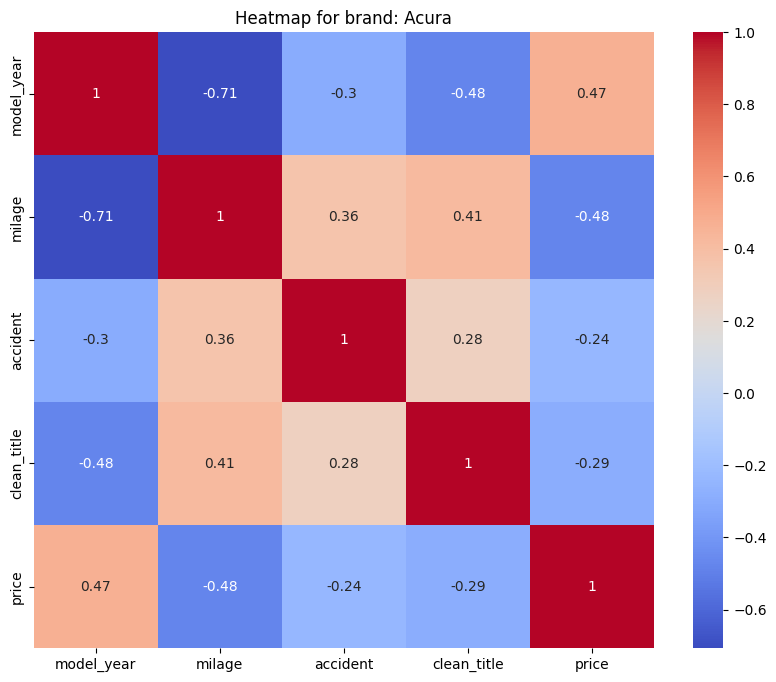 Heatmap for brand: Acura
model_year 1 -0.71 -0.3 -0.48 0.47
milage -0.71 1 0.36 0.41 -0.48
accident -0.3 0.36 1 0.28 -0.24
clean_title -0.48 0.41 0.28 1 -0.29
price 0.47 -0.48 -0.24 -0.29 1
model_year milage accident clean_title price
1.0
0.8
0.6
0.4
0.2
0.0
−0.2
−0.4
−0.6